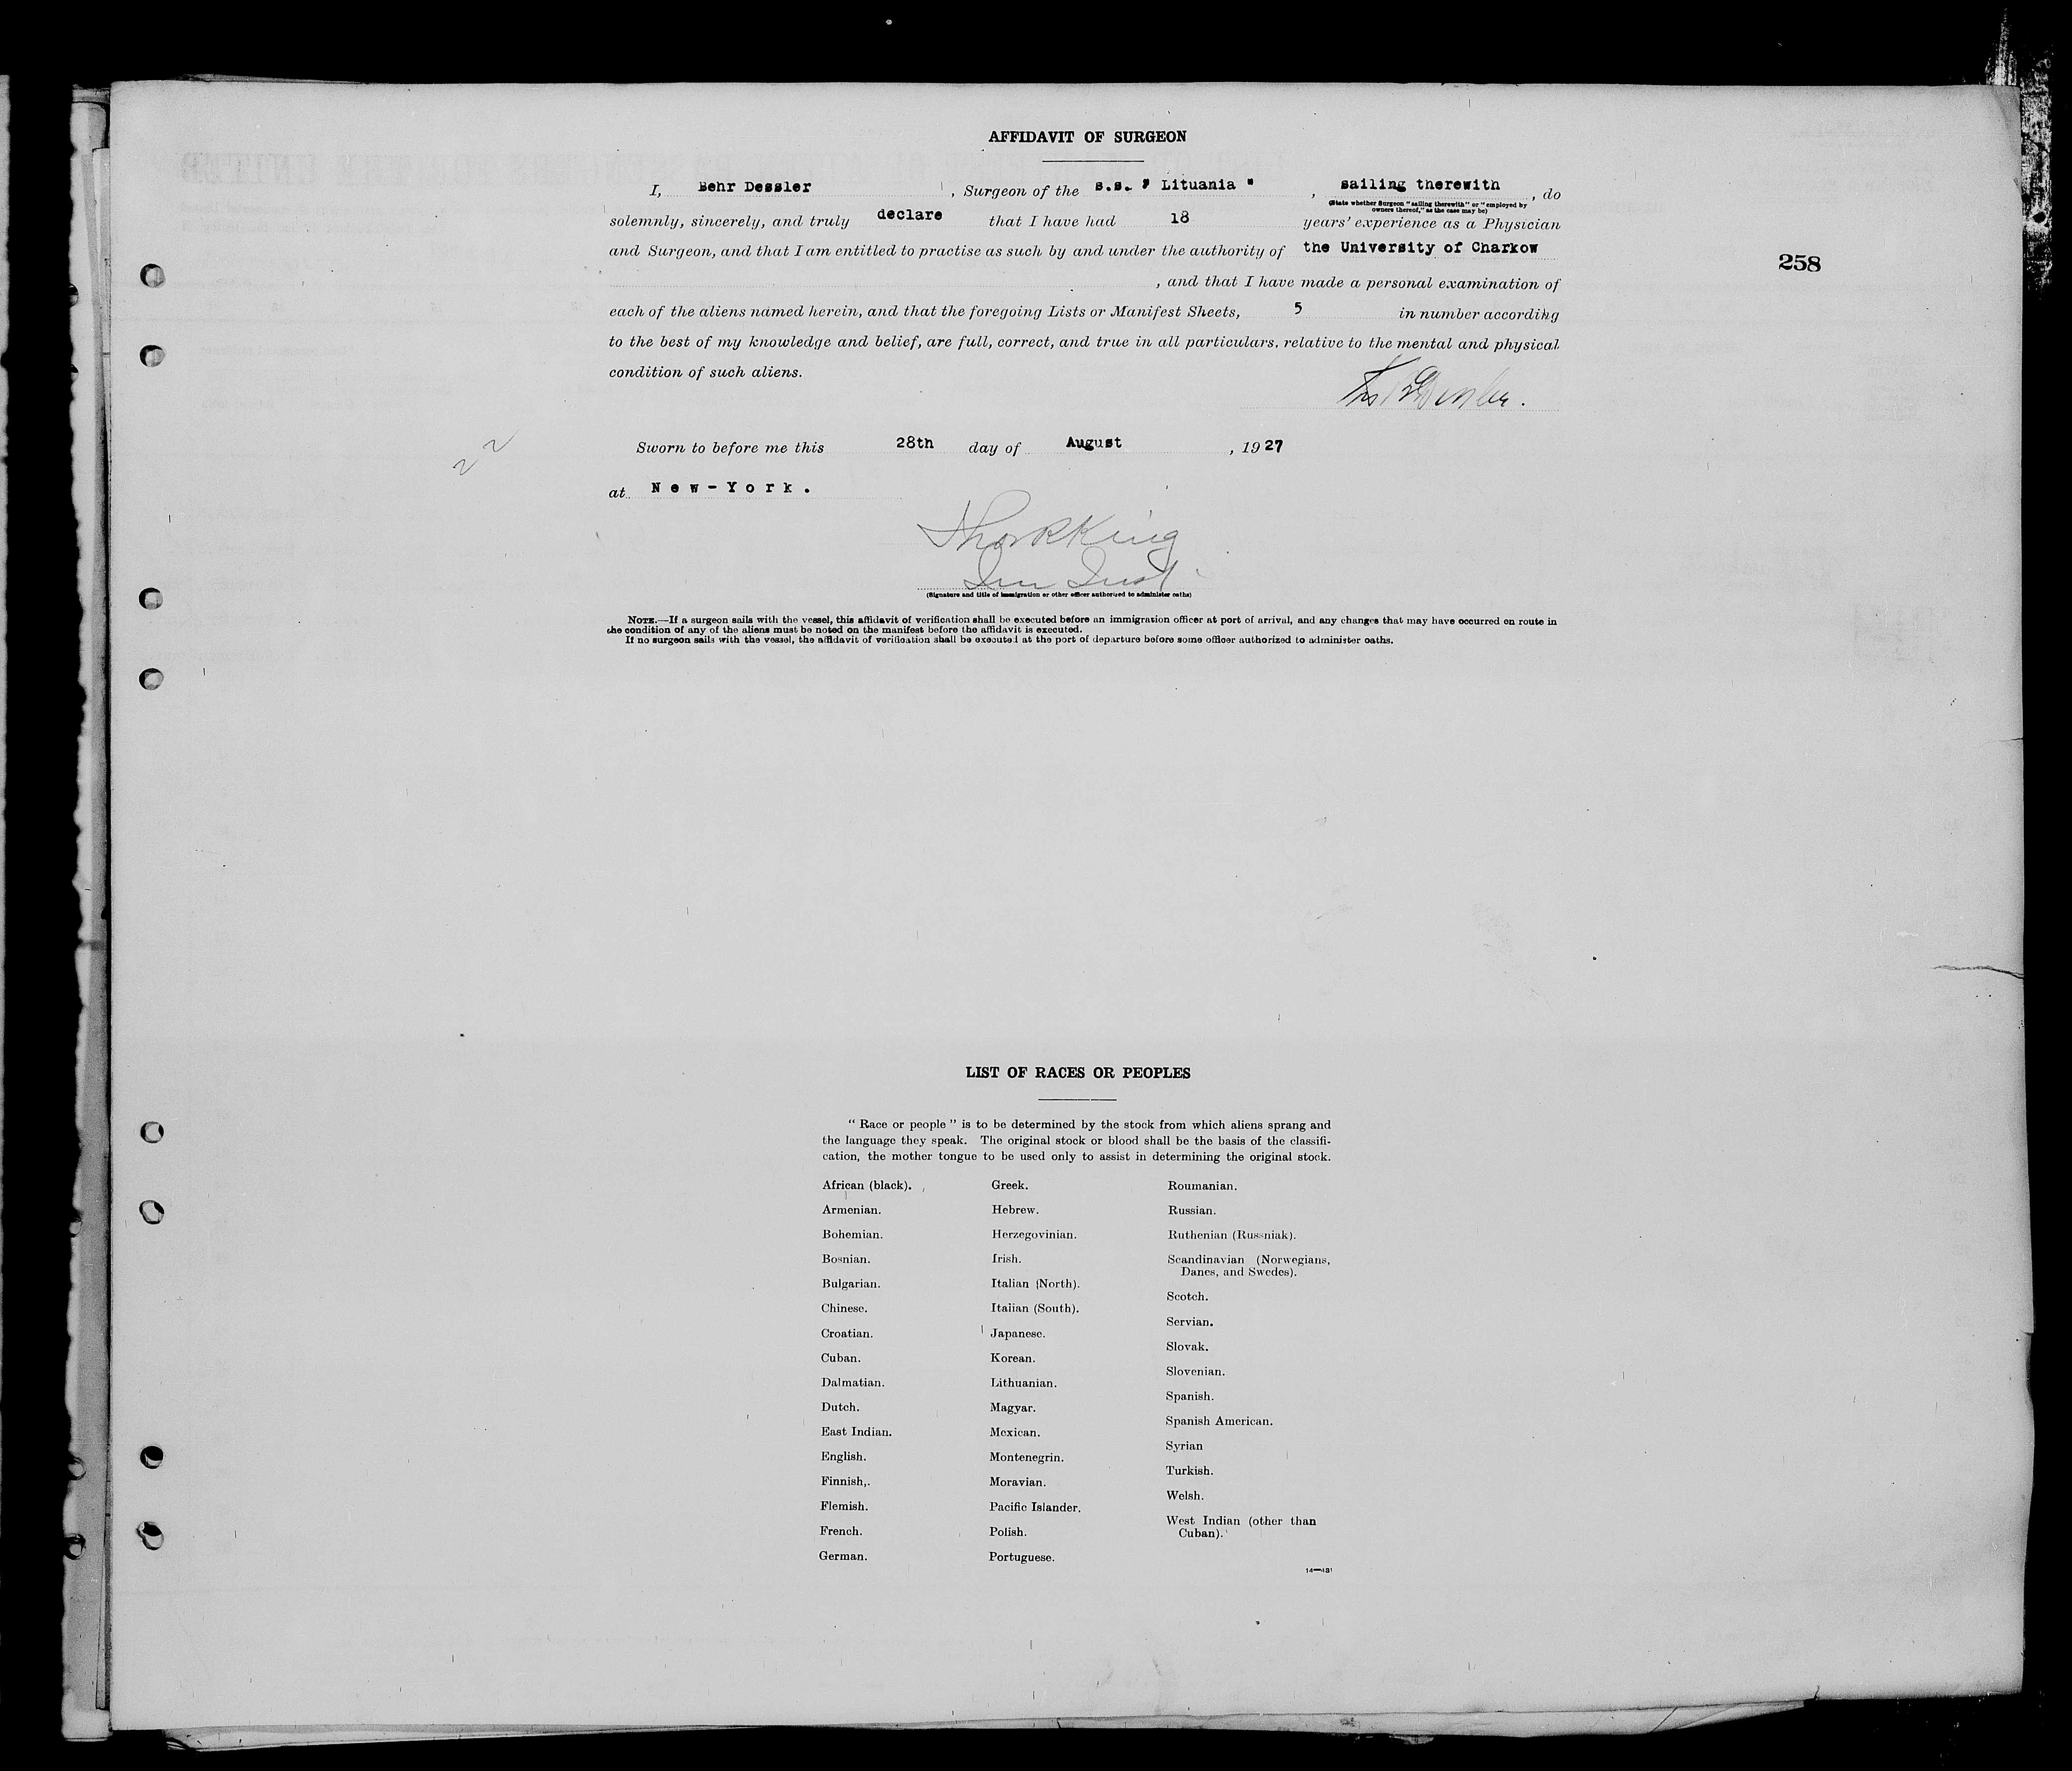 AFFIDAVIT OF SURGEON
I, Behr Dessler, Surgeon of the s.s. " Lituania ", sailing therewith, do
(State whether Surgeon "sailing therewith" or "employed by
owners thereof," as the case may be)
solemnly, sincerely, and truly declare that I have had 18 years' experience as a Physician
and Surgeon, and that I am entitled to practise as such by and under the authority of the University of Charkow
258
, and that I have made a personal examination of
each of the aliens named herein, and that the foregoing Lists or Manifest Sheets, 5 in number according
to the best of my knowledge and belief, are full, correct, and true in all particulars, relative to the mental and physical
condition of such aliens.
Sworn to before me this 28th day of August, 1927
at New-York.
(Signature and title of immigration or other officer authorized to administer oaths)
NOTE.—If a surgeon sails with the vessel, this affidavit of verification shall be executed before an immigration officer at port of arrival, and any changes that may have occurred on route in
the condition of any of the aliens must be noted on the manifest before the affidavit is executed.
If no surgeon sails with the vessel, the affidavit of verification shall be executed at the port of departure before some officer authorized to administer oaths.
LIST OF RACES OR PEOPLES
" Race or people " is to be determined by the stock from which aliens sprang and
the language they speak. The original stock or blood shall be the basis of the classifi-
cation, the mother tongue to be used only to assist in determining the original stock.
African (black).
Armenian.
Bohemian.
Bosnian.
Bulgarian.
Chinese.
Croatian.
Cuban.
Dalmatian.
Dutch.
East Indian.
English.
Finnish,.
Flemish.
French.
German.
Greek.
Hebrew.
Herzegovinian.
Irish.
Italian (North).
Italian (South).
Japanese.
Korean.
Lithuanian.
Magyar.
Mexican.
Montenegrin.
Moravian.
Pacific Islander.
Polish.
Portuguese.
Roumanian.
Russian.
Ruthenian (Russniak).
Scandinavian (Norwegians,
Danes, and Swedes).
Scotch.
Servian.
Slovak.
Slovenian.
Spanish.
Spanish American.
Syrian
Turkish.
Welsh.
West Indian (other than
Cuban).